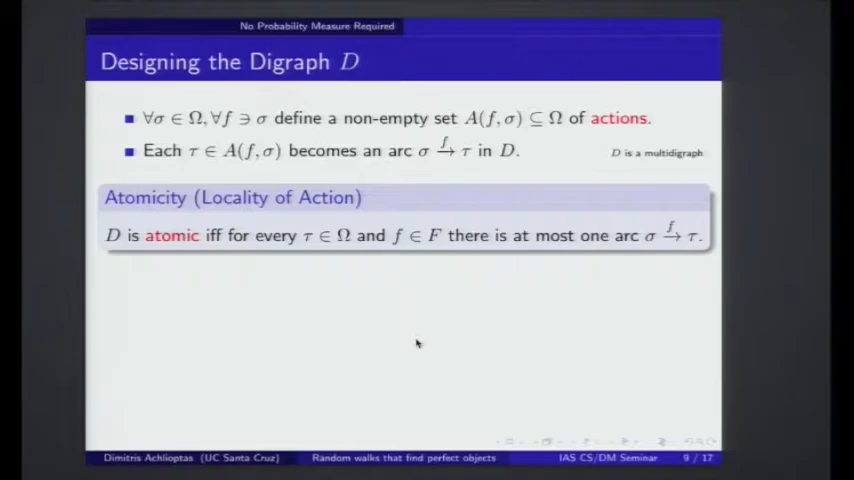 No Probability Measure Required
Designing the Digraph D
∀σ ∈ Ω, ∀f ∋ σ define a non-empty set A(f, σ) ⊆ Ω of actions.
Each τ ∈ A(f, σ) becomes an arc σ →^f τ in D.
D is a multidigraph
Atomicity (Locality of Action)
D is atomic iff for every τ ∈ Ω and f ∈ F there is at most one arc σ →^f τ.
Dimitris Achlioptas (UC Santa Cruz) Random walks that find perfect objects IAS CS/DM Seminar 9 / 17